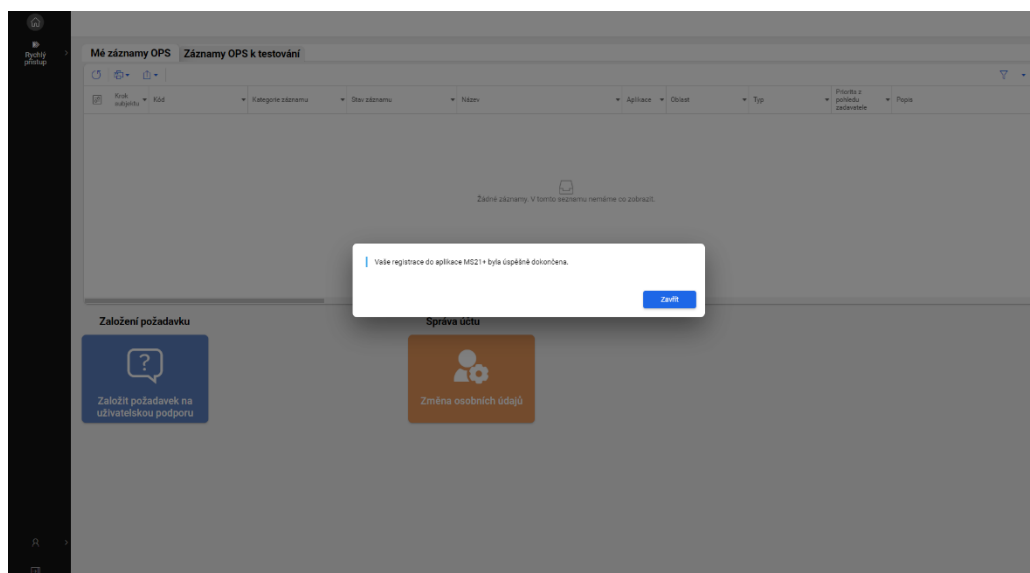 Rychlý
přístup
Mé záznamy OPS Záznamy OPS k testování
Krok
subjektu
Kód
Kategorie záznamu
Stav záznamu
Název
Aplikace
Oblast
Typ
Priorita z
pohledu
zadavatele
Popis
Žádné záznamy. V tomto seznamu nemáme co zobrazit.
Vaše registrace do aplikace MS21+ byla úspěšně dokončena.
Zavřít
Založení požadavku
Správa účtu
Založit požadavek na
uživatelskou podporu
Změna osobních údajů